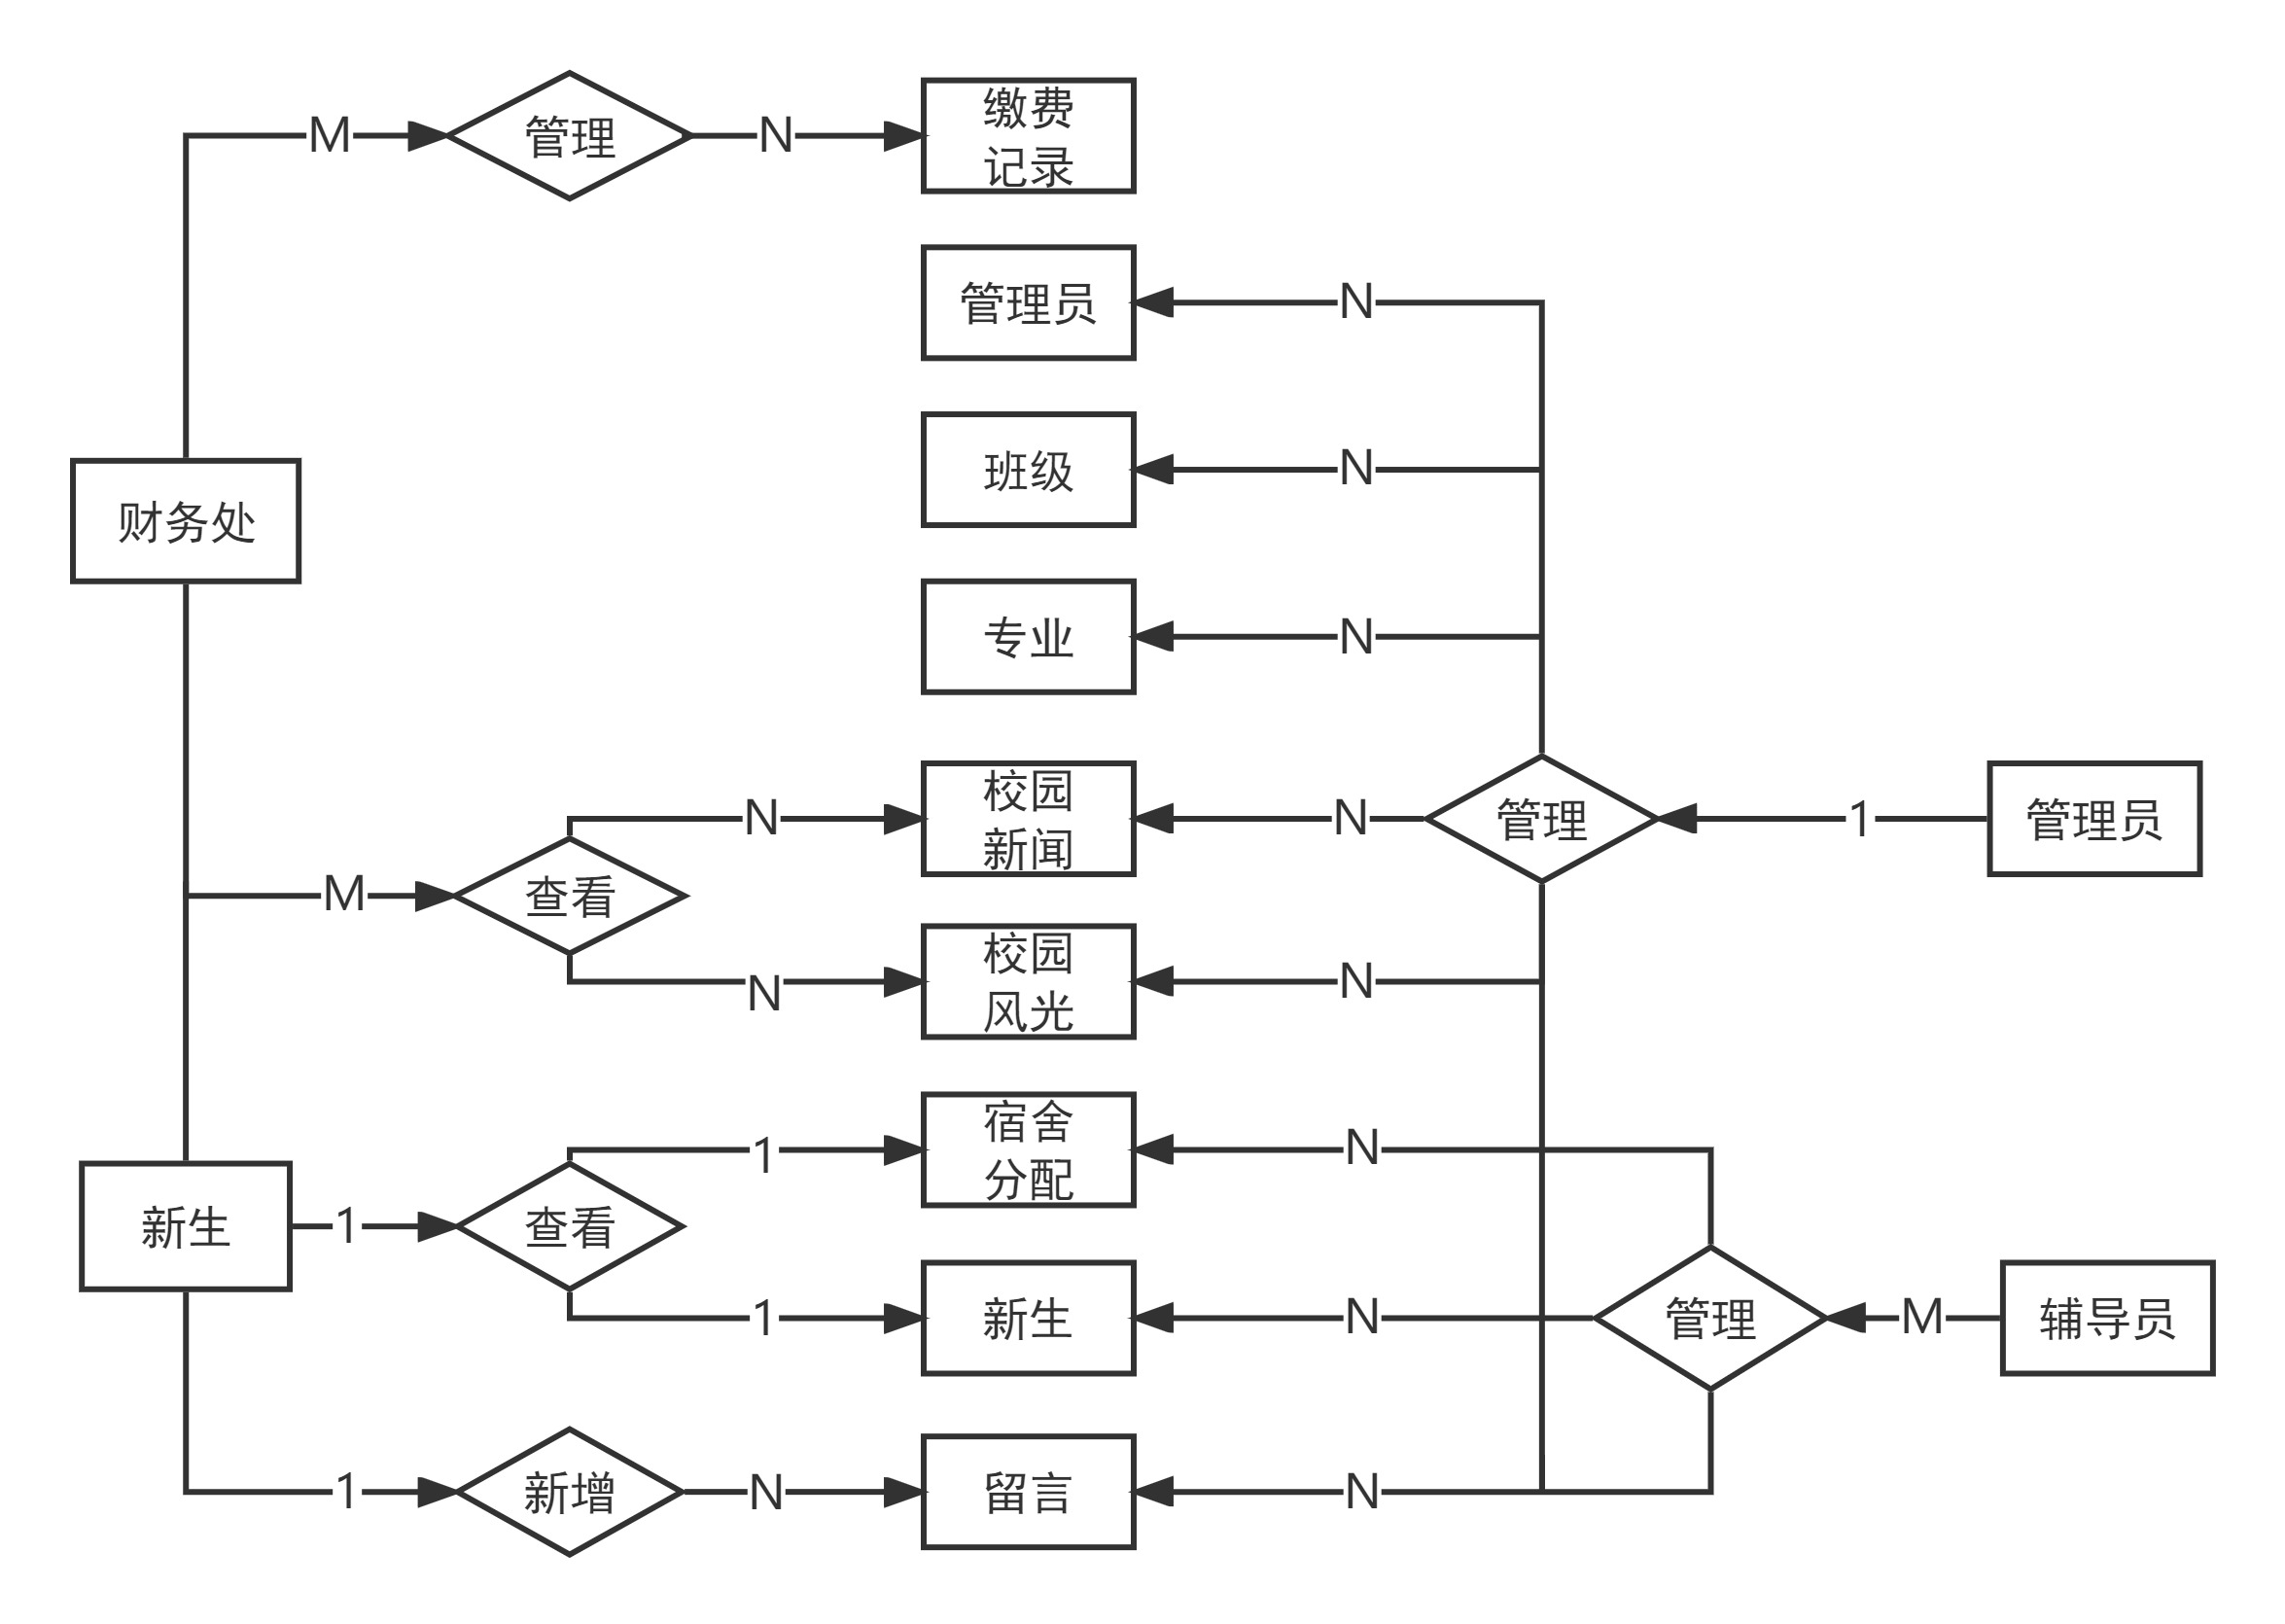 M
管理
N
缴费
记录
管理员
N
班级
N
财务处
专业
N
N
校园
新闻
N
管理
1
管理员
M
查看
N
校园
风光
N
1
宿舍
分配
N
新生
1
查看
1
新生
N
管理
M
辅导员
1
新增
N
留言
N